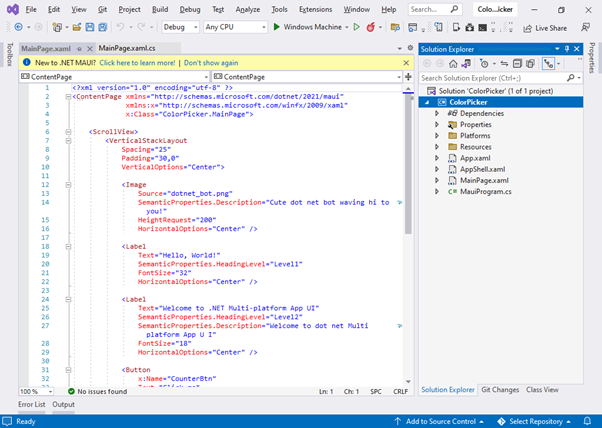 File Edit View Git Project Build Debug Test Analyze Tools Extensions Window Help Search... Colo...icker
Debug Any CPU Windows Machine Live Share
Toolbox
MainPage.xaml MainPage.xaml.cs
New to .NET MAUI? Click here to learn more! | Don't show again
ContentPage ContentPage
1 <?xml version="1.0" encoding="utf-8" ?>
2 <ContentPage xmlns="http://schemas.microsoft.com/dotnet/2021/maui"
3 xmlns:x="http://schemas.microsoft.com/winfx/2009/xaml"
4 x:Class="ColorPicker.MainPage">
5
6 <ScrollView>
7 <VerticalStackLayout
8 Spacing="25"
9 Padding="30,0"
10 VerticalOptions="Center">
11
12 <Image
13 Source="dotnet_bot.png"
14 SemanticProperties.Description="Cute dot net bot waving hi to
you!"
15 HeightRequest="200"
16 HorizontalOptions="Center" />
17
18 <Label
19 Text="Hello, World!"
20 SemanticProperties.HeadingLevel="Level1"
21 FontSize="32"
22 HorizontalOptions="Center" />
23
24 <Label
25 Text="Welcome to .NET Multi-platform App UI"
26 SemanticProperties.HeadingLevel="Level2"
27 SemanticProperties.Description="Welcome to dot net Multi
platform App U I"
28 FontSize="18"
29 HorizontalOptions="Center" />
30
31 <Button
32 x:Name="CounterBtn"
100 % No issues found Ln: 1 Ch: 1 SPC CRLF
Error List Output
Solution Explorer
Search Solution Explorer (Ctrl+;)
Solution 'ColorPicker' (1 of 1 project)
ColorPicker
Dependencies
Properties
Platforms
Resources
App.xaml
AppShell.xaml
MainPage.xaml
C# MauiProgram.cs
Solution Explorer Git Changes Class View
Properties
Ready Add to Source Control Select Repository